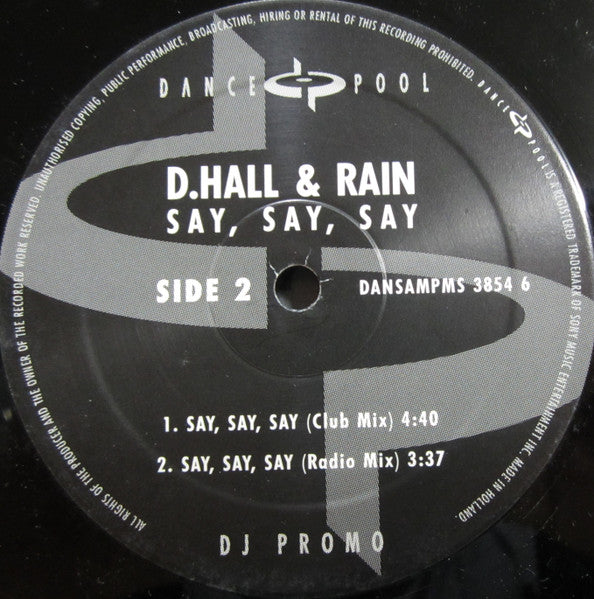 ALL RIGHTS OF THE PRODUCER AND THE OWNER OF THE RECORDED WORK RESERVED. UNAUTHORISED COPYING, PUBLIC PERFORMANCE, BROADCASTING, HIRING OR RENTAL OF THIS RECORDING PROHIBITED. DANCE POOL IS A REGISTERED TRADEMARK OF SONY MUSIC ENTERTAINMENT INC. MADE IN HOLLAND.
DANCE POOL
D.HALL & RAIN
SAY, SAY, SAY
SIDE 2 DANSAMPMS 3854 6
1. SAY, SAY, SAY (Club Mix) 4:40
2. SAY, SAY, SAY (Radio Mix) 3:37
DJ PROMO